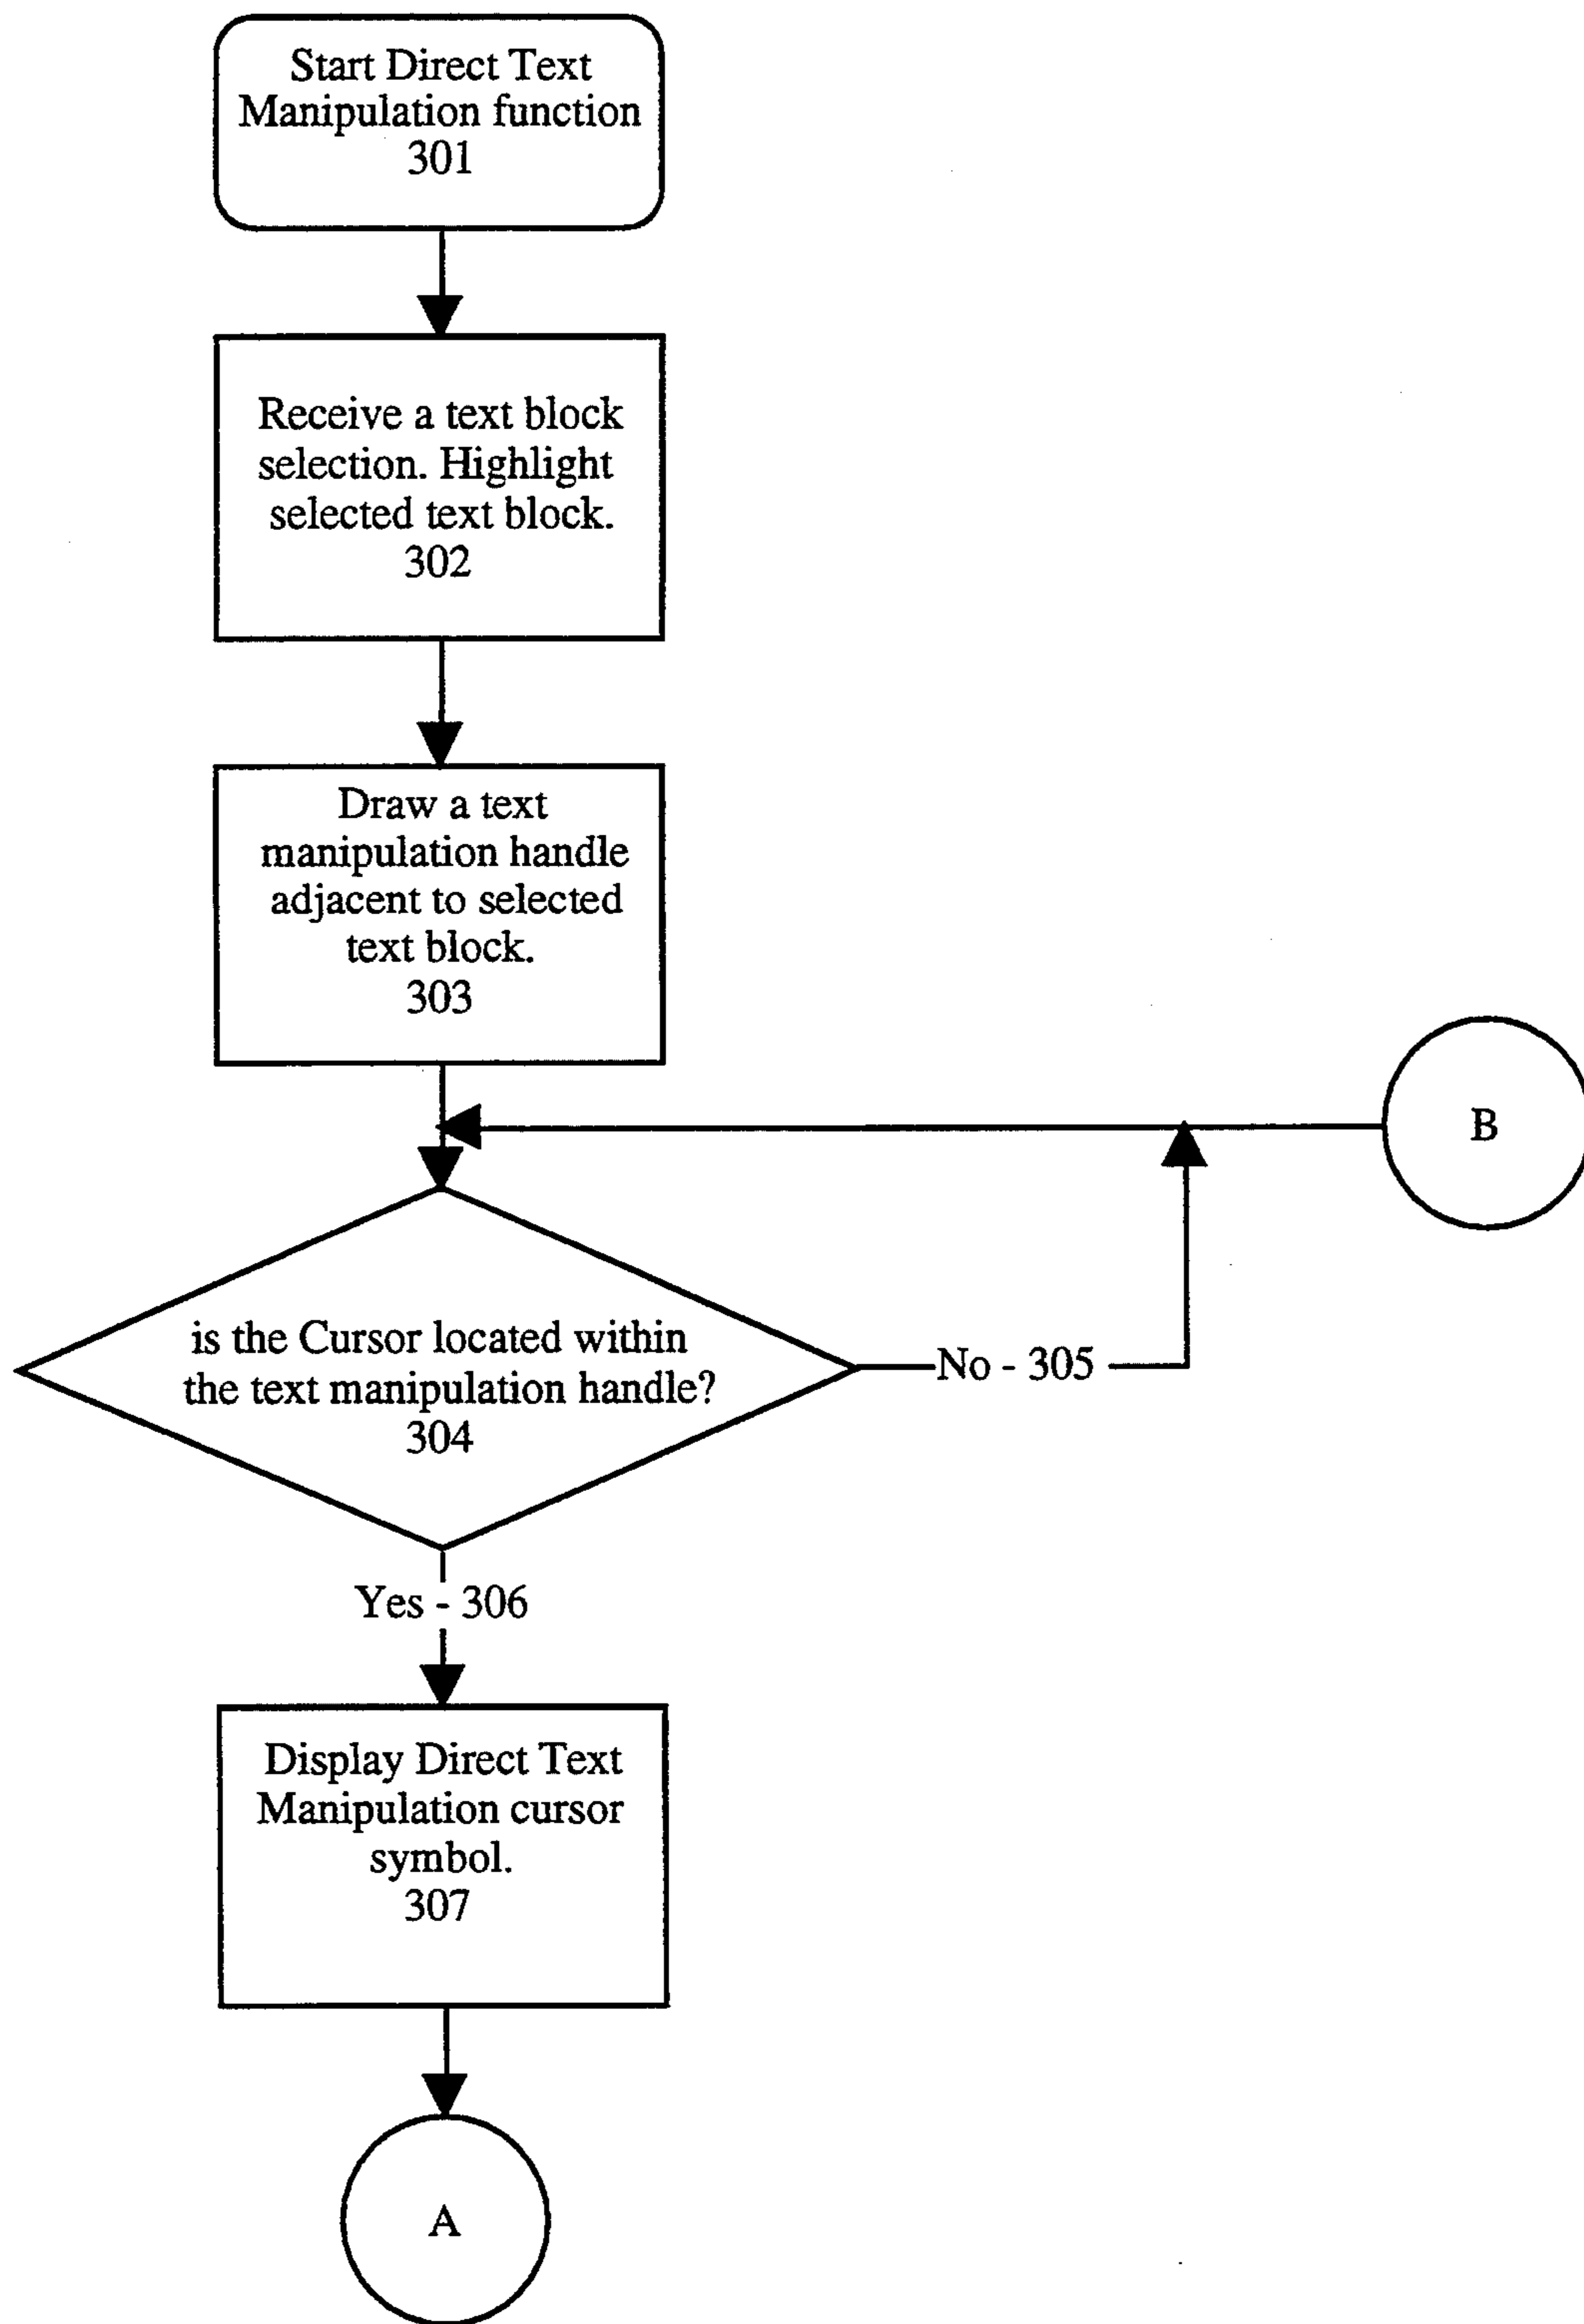 Start Direct Text
Manipulation function
301
Receive a text block
selection. Highlight
selected text block.
302
Draw a text
manipulation handle
adjacent to selected
text block.
303
B
is the Cursor located within
the text manipulation handle?
304
No - 305
Yes - 306
Display Direct Text
Manipulation cursor
symbol.
307
A